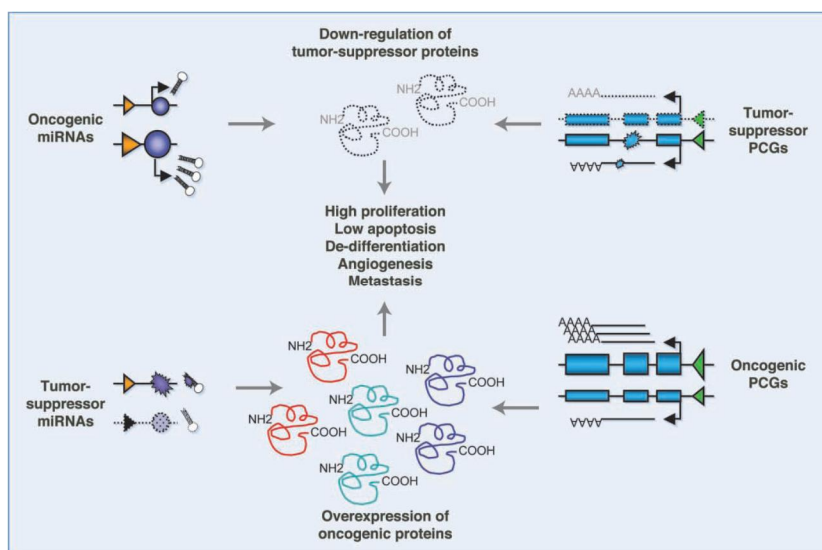 Down-regulation of
tumor-suppressor proteins
Oncogenic
miRNAs
NH2
COOH
NH2
COOH
AAAA
Tumor-
suppressor
PCGs
AAAA
High proliferation
Low apoptosis
De-differentiation
Angiogenesis
Metastasis
Tumor-
suppressor
miRNAs
NH2
COOH
NH2
COOH
NH2
COOH
NH2
COOH
NH2
COOH
NH2
COOH
AAAA
AAAA
AAAA
Oncogenic
PCGs
AAAA
Overexpression of
oncogenic proteins